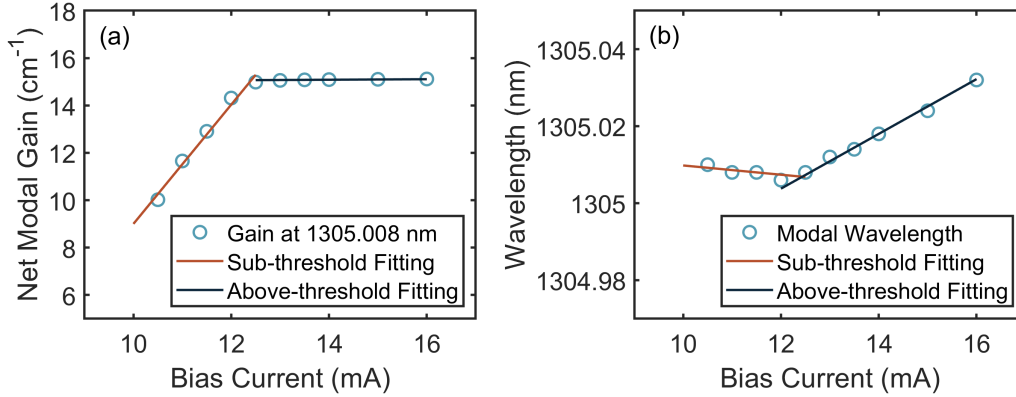 (a)
18
16
14
12
10
8
6
10 12 14 16
Net Modal Gain (cm⁻¹)
Bias Current (mA)
Gain at 1305.008 nm
Sub-threshold Fitting
Above-threshold Fitting
(b)
1305.04
1305.02
1305
1304.98
10 12 14 16
Wavelength (nm)
Bias Current (mA)
Modal Wavelength
Sub-threshold Fitting
Above-threshold Fitting